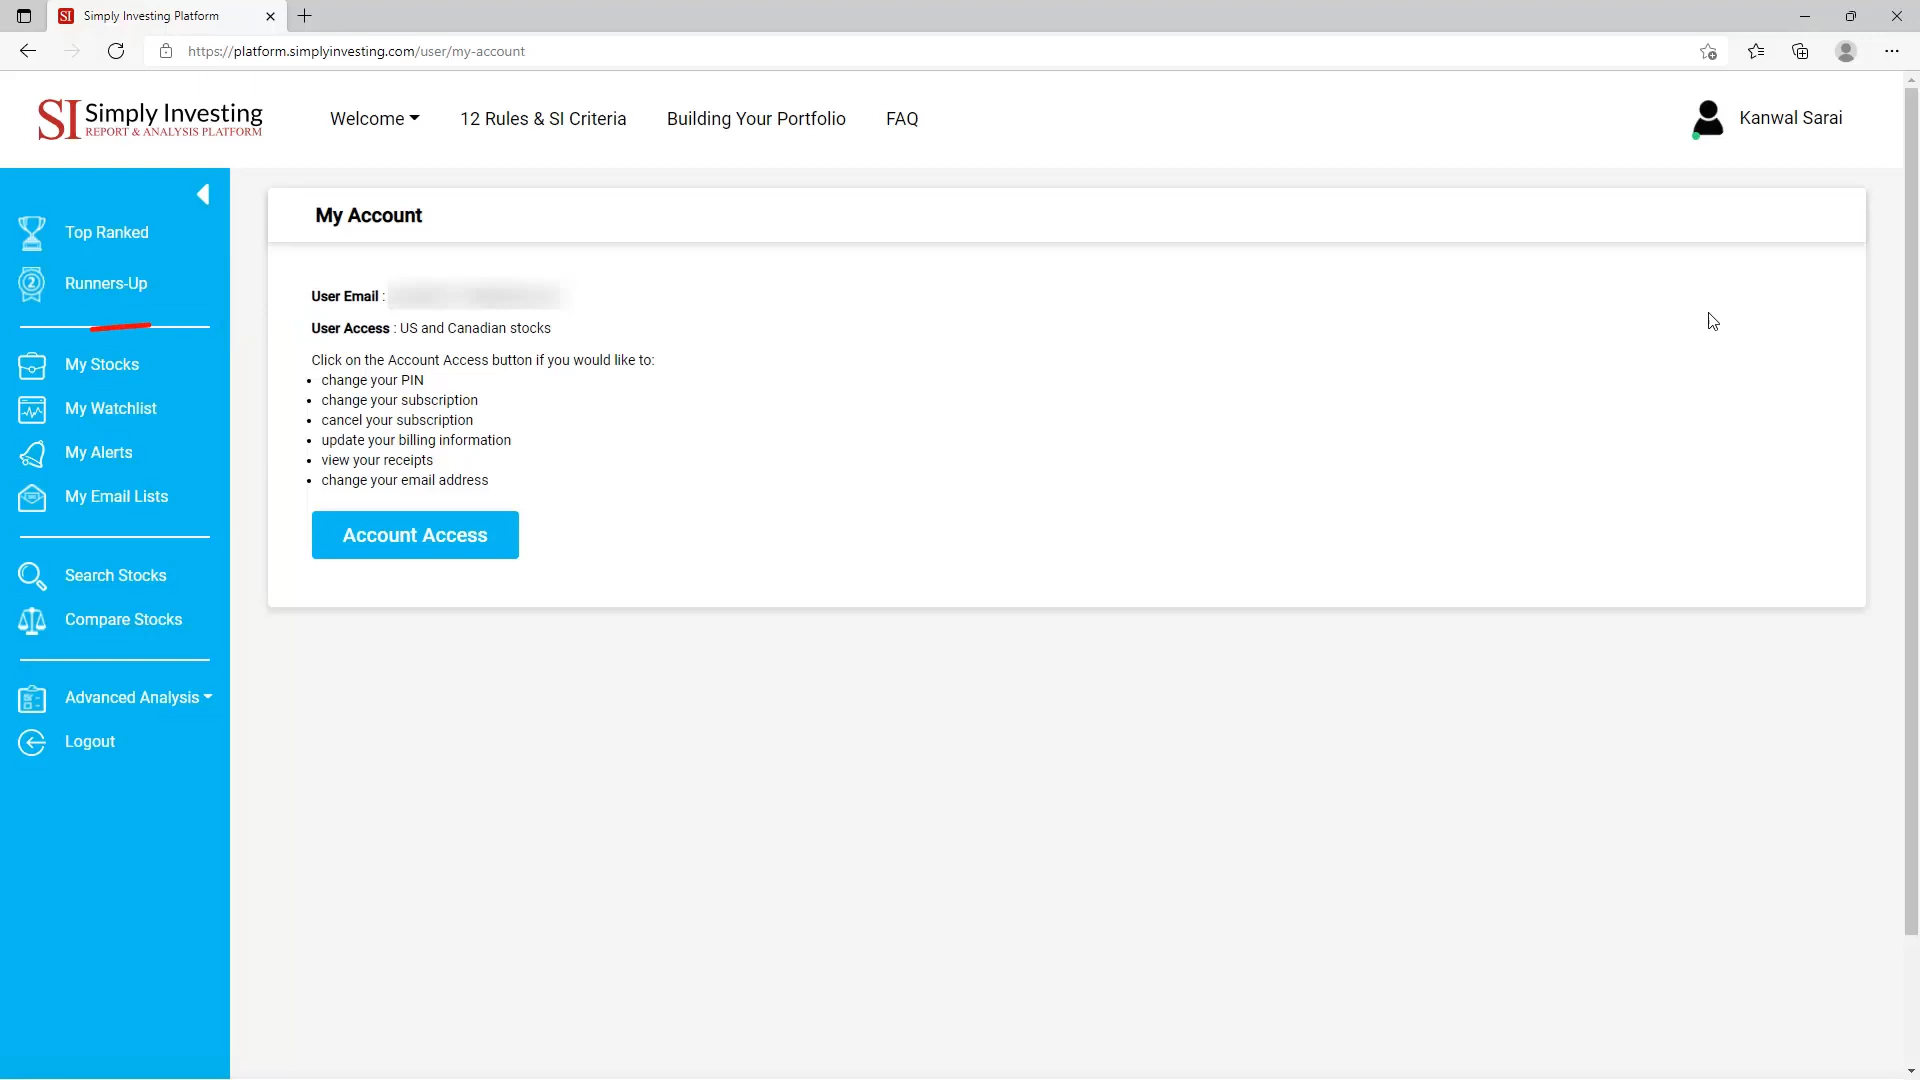 Simply Investing Platform
https://platform.simplyinvesting.com/user/my-account
SI Simply Investing
REPORT & ANALYSIS PLATFORM
Welcome
12 Rules & SI Criteria
Building Your Portfolio
FAQ
Kanwal Sarai
Top Ranked
2
Runners-Up
My Stocks
My Watchlist
My Alerts
My Email Lists
Search Stocks
Compare Stocks
Advanced Analysis
Logout
My Account
User Email :
User Access : US and Canadian stocks
Click on the Account Access button if you would like to:
• change your PIN
• change your subscription
• cancel your subscription
• update your billing information
• view your receipts
• change your email address
Account Access